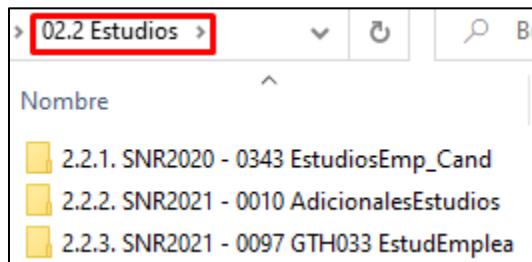 02.2 Estudios
Nombre
2.2.1. SNR2020 - 0343 EstudiosEmp_Cand
2.2.2. SNR2021 - 0010 AdicionalesEstudios
2.2.3. SNR2021 - 0097 GTH033 EstudEmplea